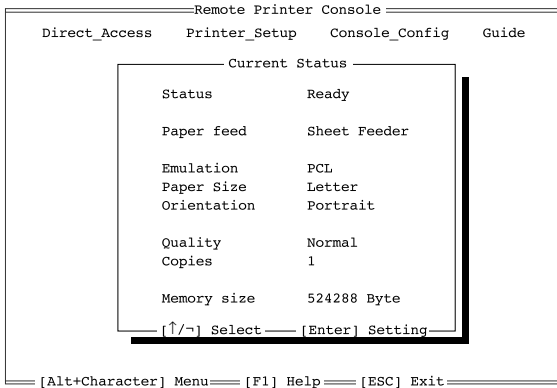 Remote Printer Console
Direct_Access Printer_Setup Console_Config Guide
Current Status
Status Ready
Paper feed Sheet Feeder
Emulation PCL
Paper Size Letter
Orientation Portrait
Quality Normal
Copies 1
Memory size 524288 Byte
[↑/¬] Select [Enter] Setting
[Alt+Character] Menu [F1] Help [ESC] Exit